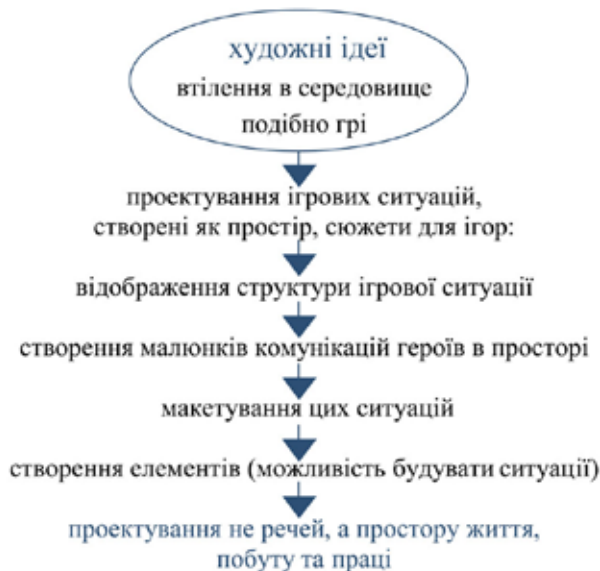 художні ідеї
втілення в середовище
подібно грі
проектування ігрових ситуацій,
створені як простір, сюжети для ігор:
відображення структури ігрової ситуації
створення малюнків комунікацій героїв в просторі
макетування цих ситуацій
створення елементів (можливість будувати ситуації)
проектування не речей, а простору життя,
побуту та праці